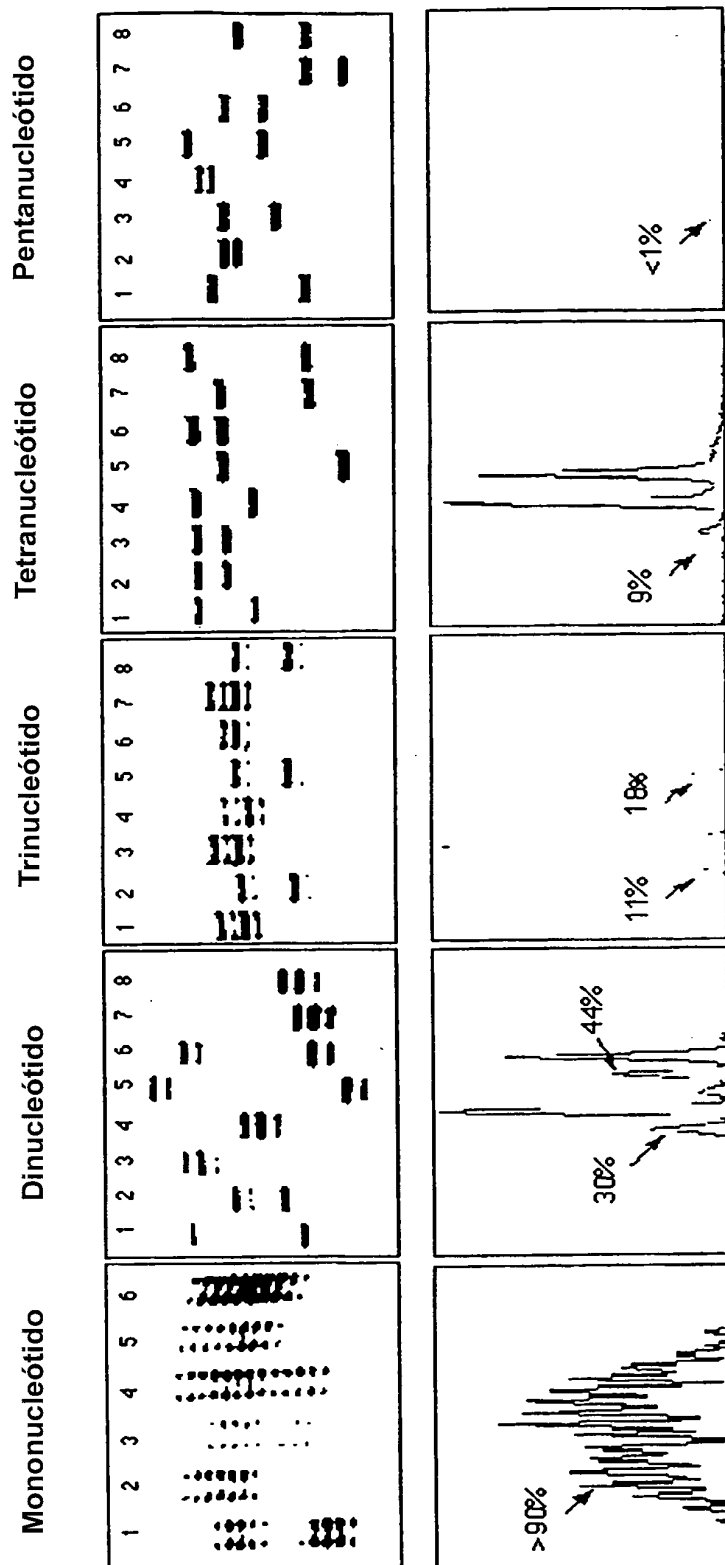 Mononucleótido
Dinucleótido
Trinucleótido
Tetranucleótido
Pentanucleótido
1 2 3 4 5 6
1 2 3 4 5 6 7 8
1 2 3 4 5 6 7 8
1 2 3 4 5 6 7 8
1 2 3 4 5 6 7 8
>90%
30%
44%
11%
18%
9%
<1%